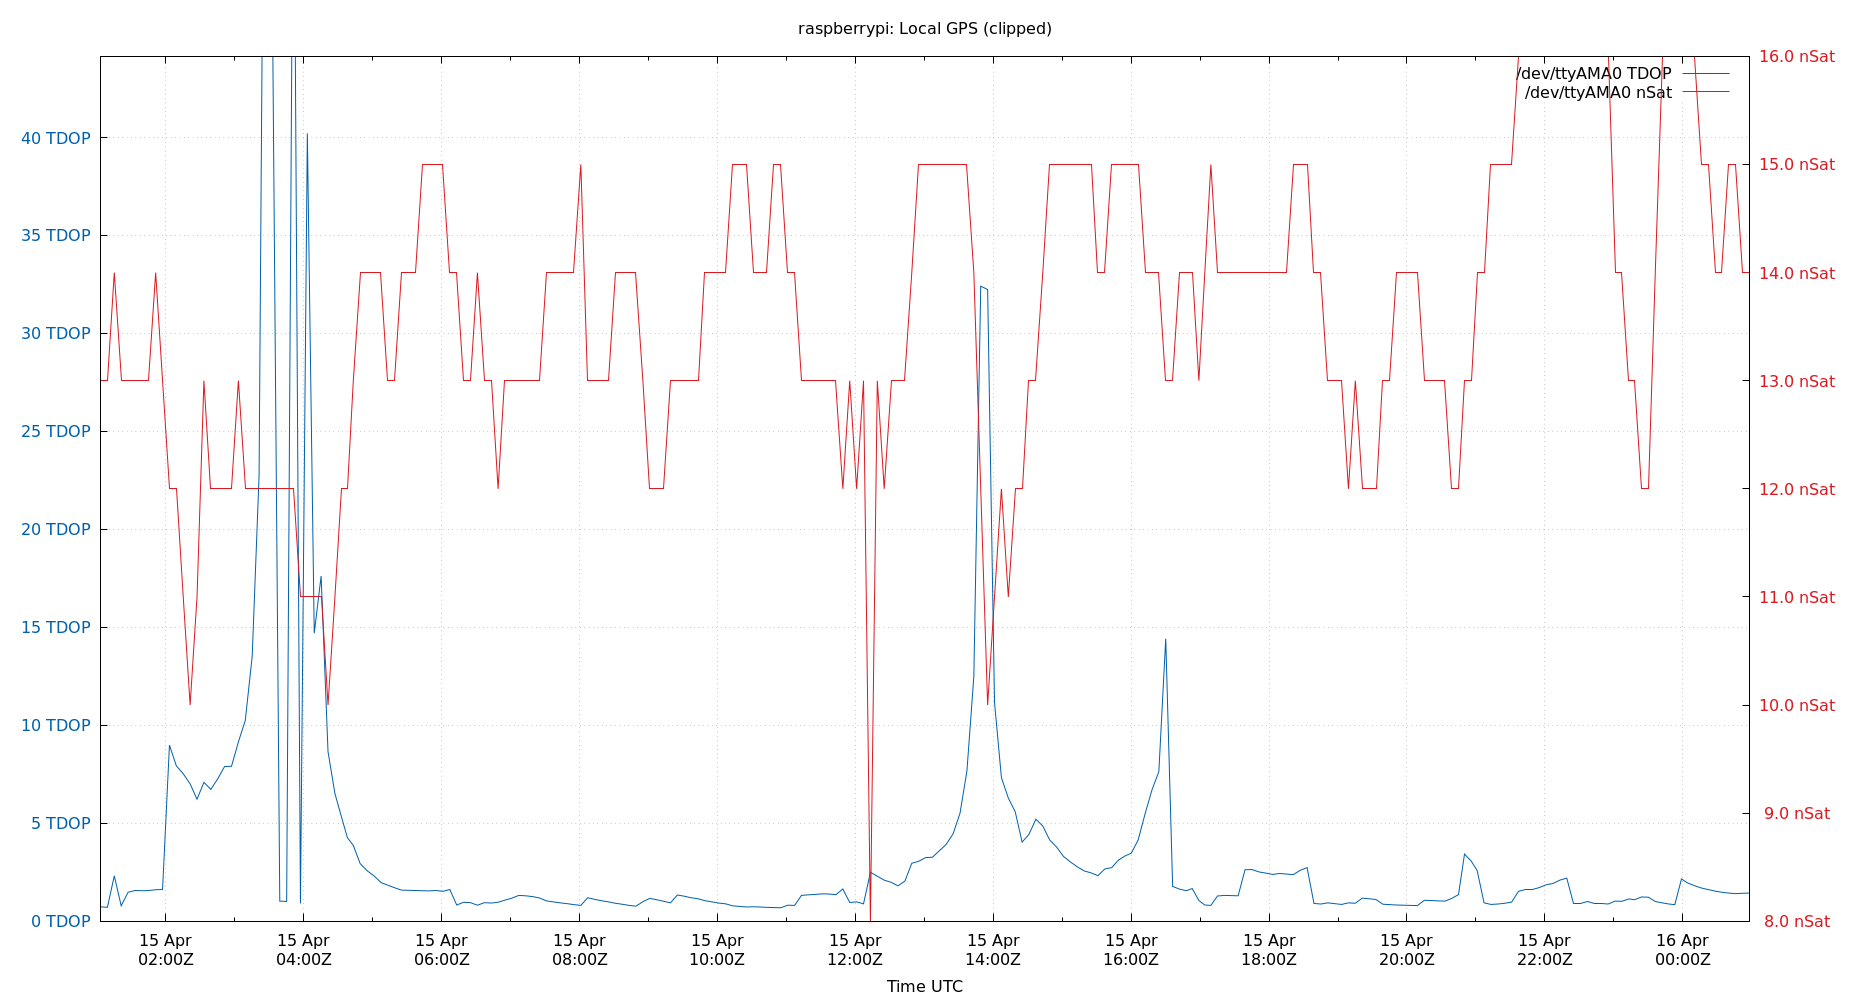 raspberrypi: Local GPS (clipped)
/dev/ttyAMA0 TDOP
/dev/ttyAMA0 nSat
40 TDOP
35 TDOP
30 TDOP
25 TDOP
20 TDOP
15 TDOP
10 TDOP
5 TDOP
0 TDOP
16.0 nSat
15.0 nSat
14.0 nSat
13.0 nSat
12.0 nSat
11.0 nSat
10.0 nSat
9.0 nSat
8.0 nSat
15 Apr
02:00Z
15 Apr
04:00Z
15 Apr
06:00Z
15 Apr
08:00Z
15 Apr
10:00Z
15 Apr
12:00Z
15 Apr
14:00Z
15 Apr
16:00Z
15 Apr
18:00Z
15 Apr
20:00Z
15 Apr
22:00Z
16 Apr
00:00Z
Time UTC